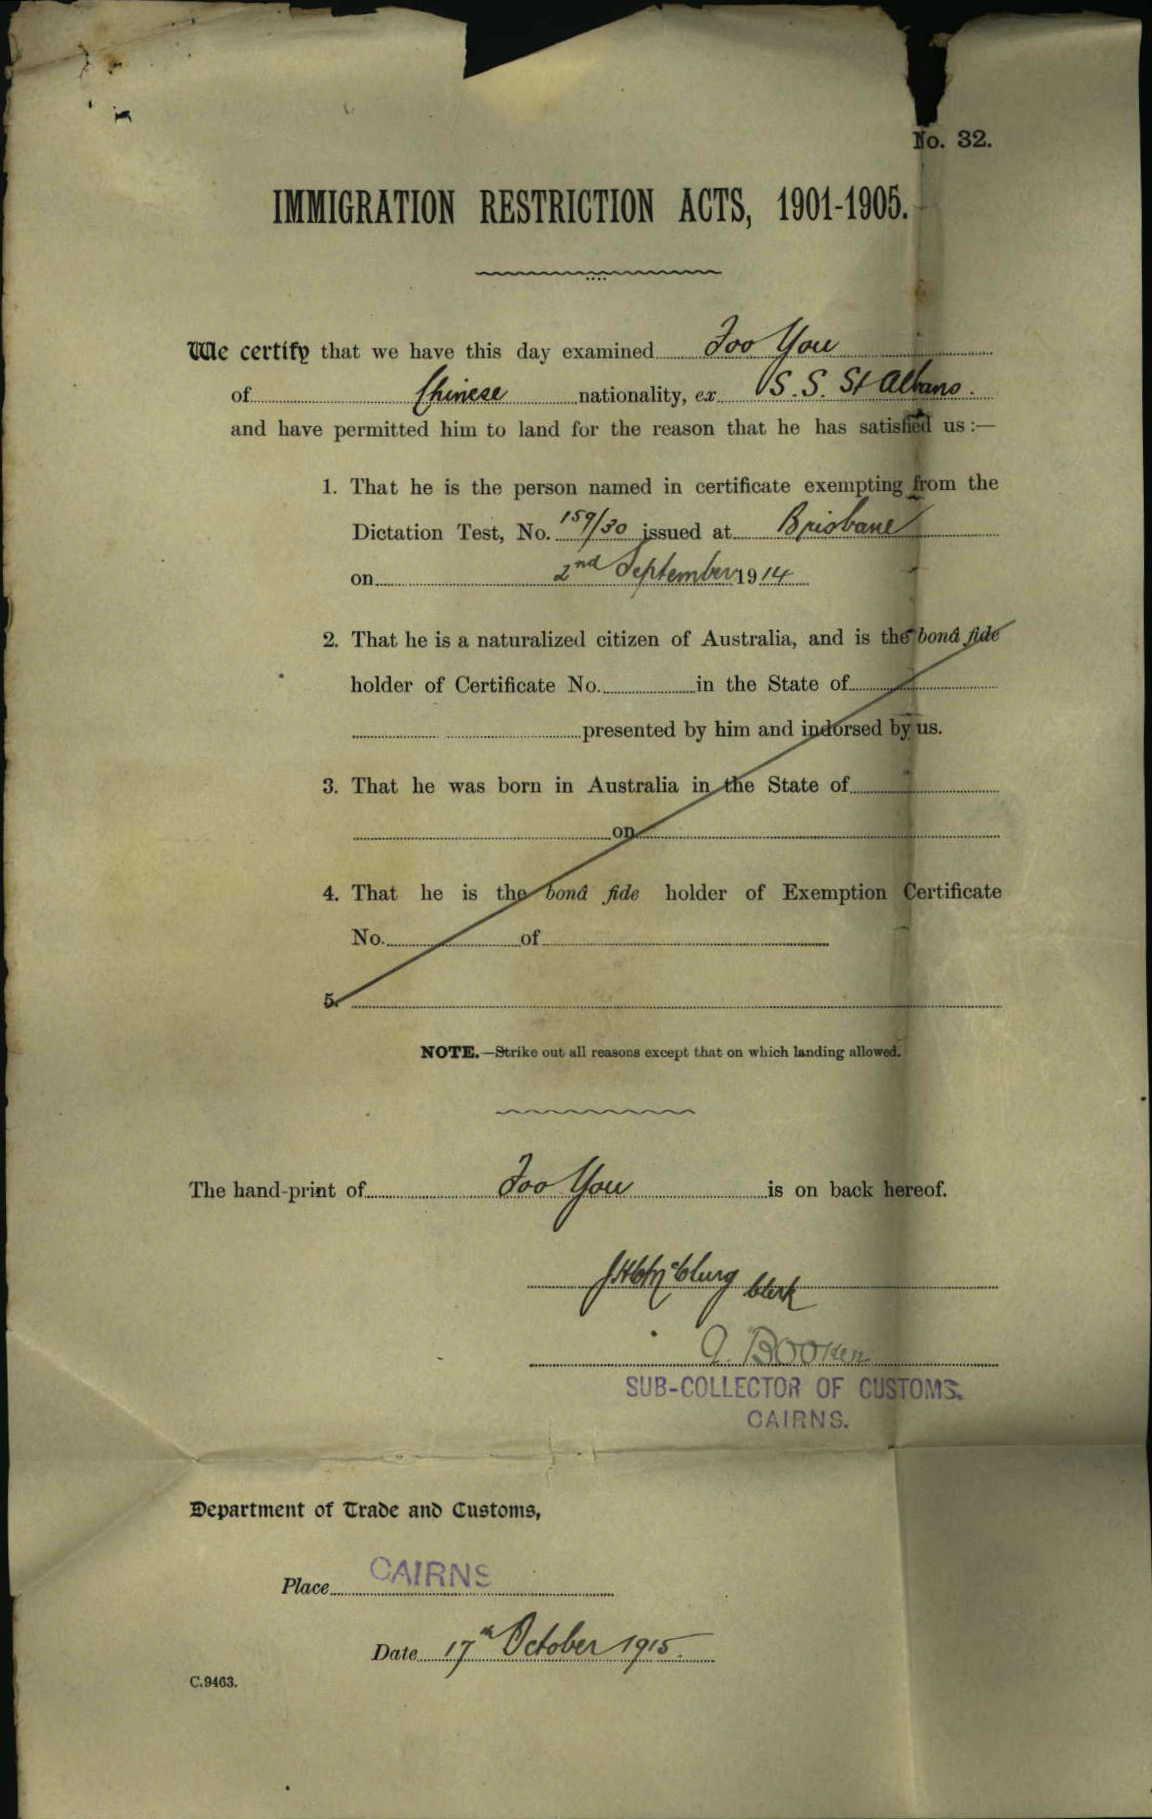 No. 32.
IMMIGRATION RESTRICTION ACTS, 1901-1905.
We certify that we have this day examined Foo You
of Chinese nationality, ex S.S. St Albans.
and have permitted him to land for the reason that he has satisfied us :—
1. That he is the person named in certificate exempting from the
Dictation Test, No. 159/30 issued at Brisbane
on 2nd September 1914
2. That he is a naturalized citizen of Australia, and is the bonâ fide
holder of Certificate No. in the State of
presented by him and indorsed by us.
3. That he was born in Australia in the State of
on
4. That he is the bonâ fide holder of Exemption Certificate
No. of
5.
NOTE.—Strike out all reasons except that on which landing allowed.
The hand-print of Foo You is on back hereof.
McClurg Clerk
A. Booker
SUB-COLLECTOR OF CUSTOMS.
CAIRNS.
Department of Trade and Customs,
Place CAIRNS
Date 17th October 1915.
C.9463.